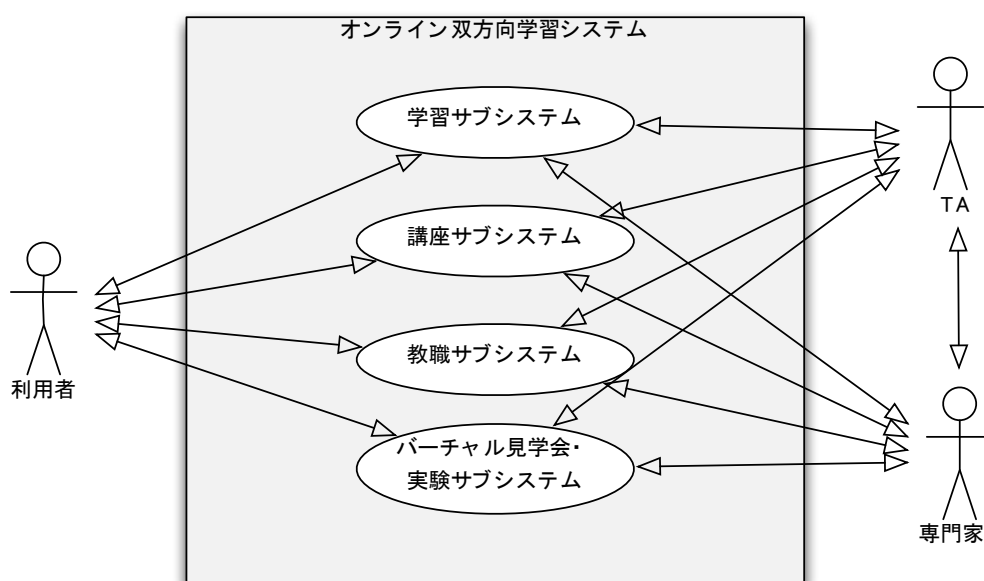 オンライン双方向学習システム
学習サブシステム
講座サブシステム
教職サブシステム
バーチャル見学会・
実験サブシステム
利用者
TA
専門家